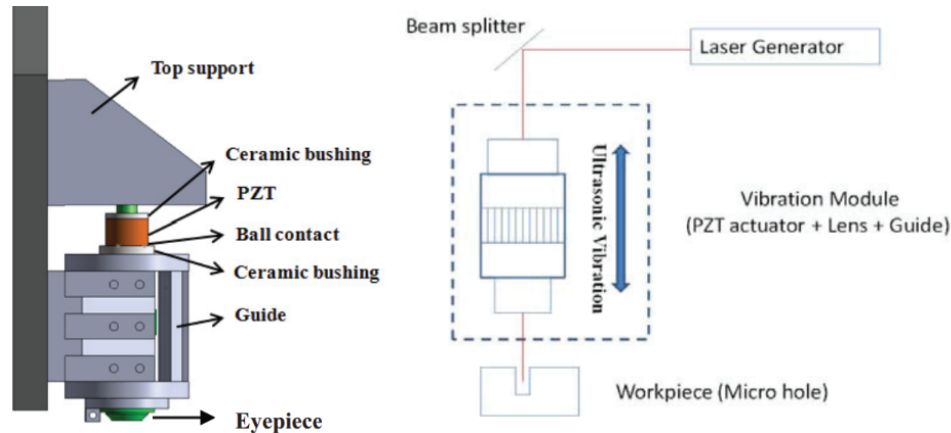 Top support
Ceramic bushing
PZT
Ball contact
Ceramic bushing
Guide
Eyepiece
Beam splitter
Laser Generator
Ultrasonic Vibration
Vibration Module
(PZT actuator + Lens + Guide)
Workpiece (Micro hole)